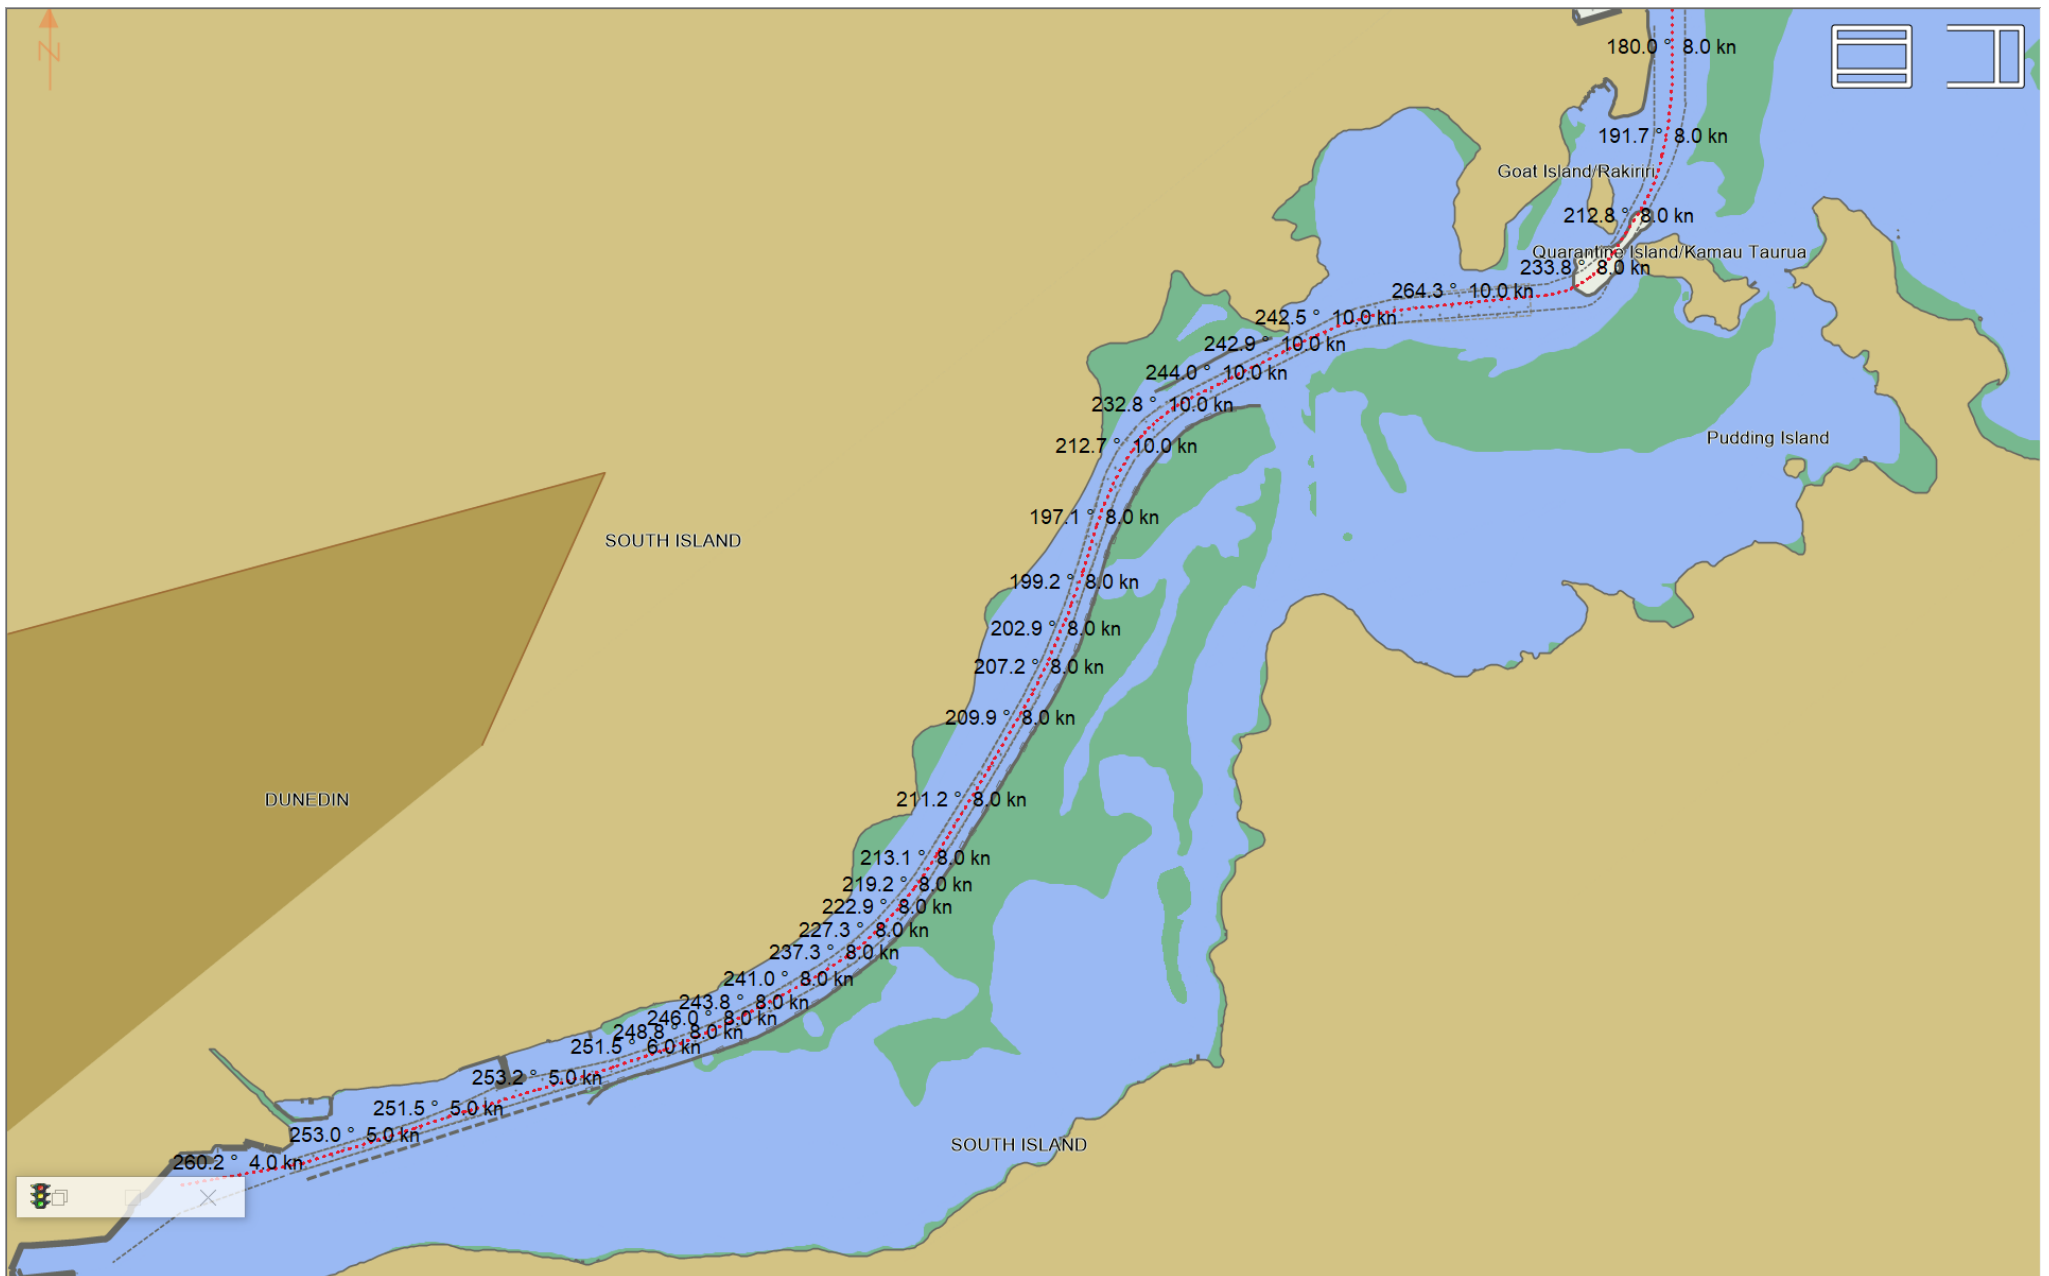 N
180.0 ° 8.0 kn
191.7 ° 8.0 kn
Goat Island/Rakiriri
212.8 ° 8.0 kn
Quarantine Island/Kamau Taurua
233.8 ° 8.0 kn
264.3 ° 10.0 kn
242.5 ° 10.0 kn
242.9 ° 10.0 kn
244.0 ° 10.0 kn
232.8 ° 10.0 kn
212.7 ° 10.0 kn
Pudding Island
197.1 ° 8.0 kn
SOUTH ISLAND
199.2 ° 8.0 kn
202.9 ° 8.0 kn
207.2 ° 8.0 kn
209.9 ° 8.0 kn
DUNEDIN
211.2 ° 8.0 kn
213.1 ° 8.0 kn
219.2 ° 8.0 kn
222.9 ° 8.0 kn
227.3 ° 8.0 kn
237.3 ° 8.0 kn
241.0 ° 8.0 kn
243.8 ° 8.0 kn
246.0 ° 8.0 kn
248.8 ° 8.0 kn
251.5 ° 6.0 kn
253.2 ° 5.0 kn
251.5 ° 5.0 kn
253.0 ° 5.0 kn
SOUTH ISLAND
260.2 ° 4.0 kn